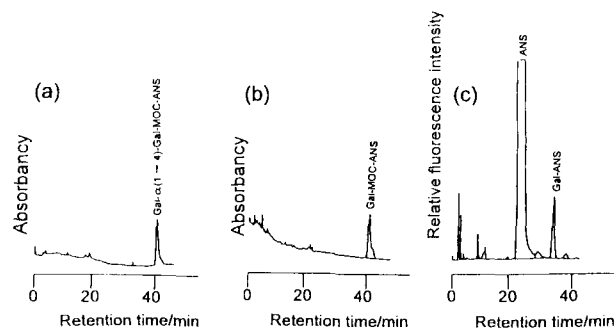 (a)
Absorbancy
Gal-α(1 ~ 4)-Gal-MOC-ANS
0 20 40
Retention time/min
(b)
Absorbancy
Gal-MOC-ANS
0 20 40
Retention time/min
(c)
Relative fluorescence intensity
ANS
Gal-ANS
0 20 40
Retention time/min